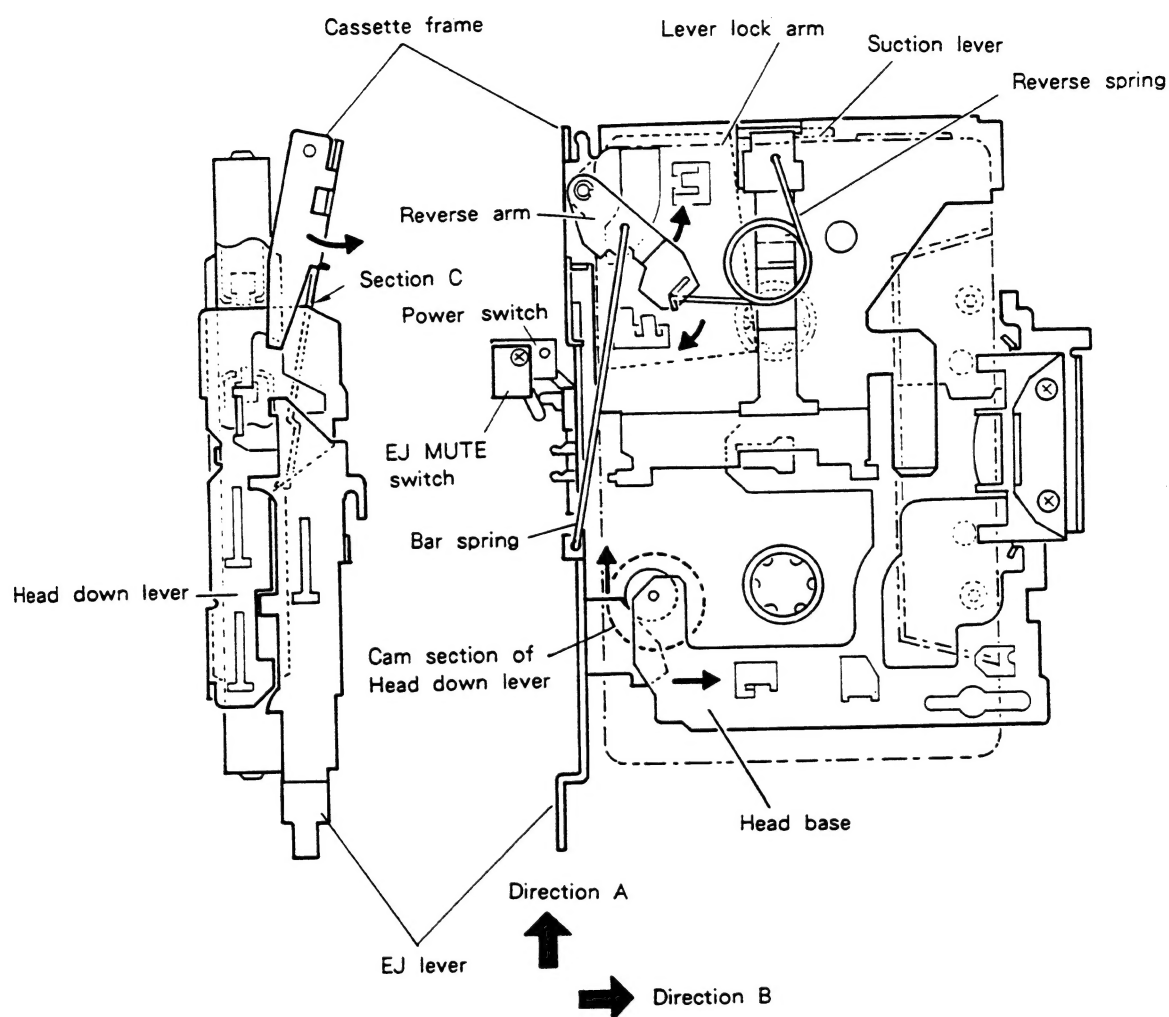 Cassette frame
Lever lock arm
Suction lever
Reverse spring
Reverse arm
Section C
Power switch
EJ MUTE
switch
Bar spring
Head down lever
Cam section of
Head down lever
Head base
Direction A
EJ lever
Direction B